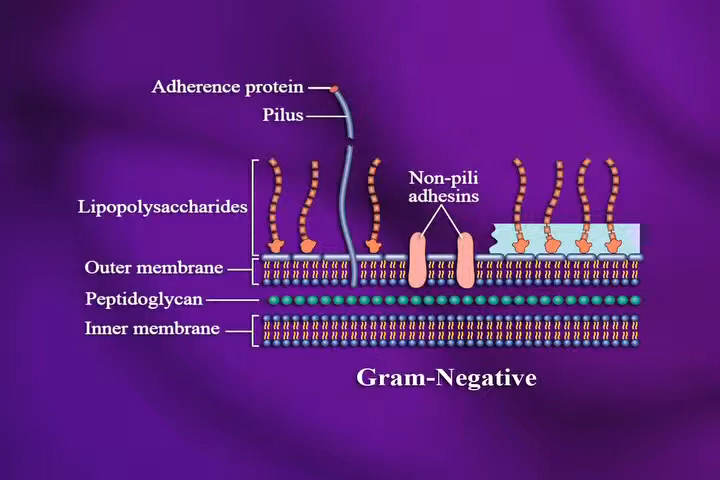 Adherence protein
Pilus
Non-pili
adhesins
Lipopolysaccharides
Outer membrane
Peptidoglycan
Inner membrane
Gram-Negative